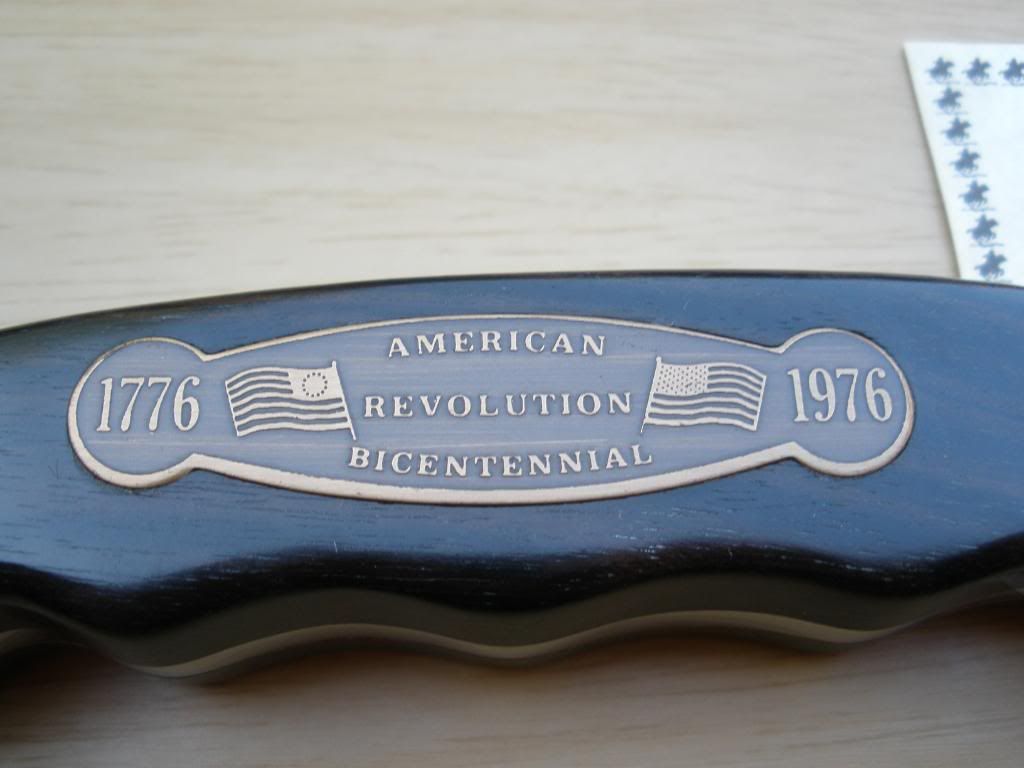 AMERICAN
1776 REVOLUTION 1976
BICENTENNIAL